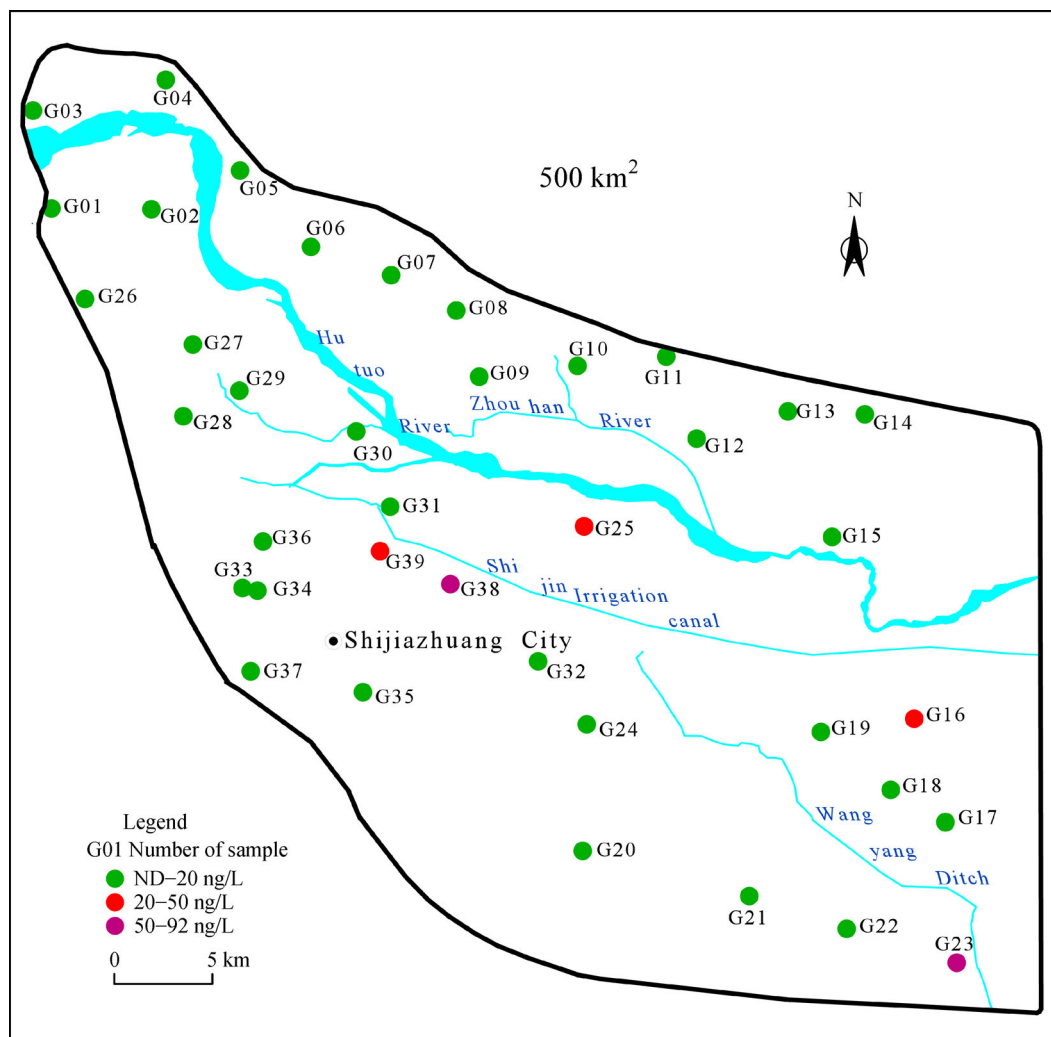 G04
G03
500 km²
G05
G01
G02
N
G06
G07
G26
G08
Hu
G27
tuo
G10
G11
G29
G09
Zhou han
G13
G28
River
River
G14
G30
G12
G31
G25
G15
G36
G39
Shi
G33
G34
G38
jin
Irrigation
canal
Shijiazhuang City
G32
G37
G35
G24
G19
G16
G18
Wang
G17
Legend
G01 Number of sample
ND–20 ng/L
20–50 ng/L
50–92 ng/L
0 5 km
G20
yang
Ditch
G21
G22
G23